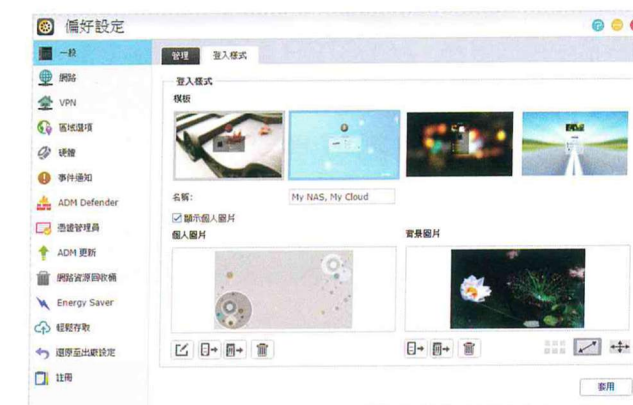 偏好設定
一般
網路
VPN
區域選項
硬體
事件通知
ADM Defender
憑證管理員
ADM 更新
網路資源回收桶
Energy Saver
輕鬆存取
還原至出廠設定
註冊
管理
登入樣式
登入樣式
模板
名稱:
My NAS, My Cloud
顯示個人圖片
個人圖片
背景圖片
套用